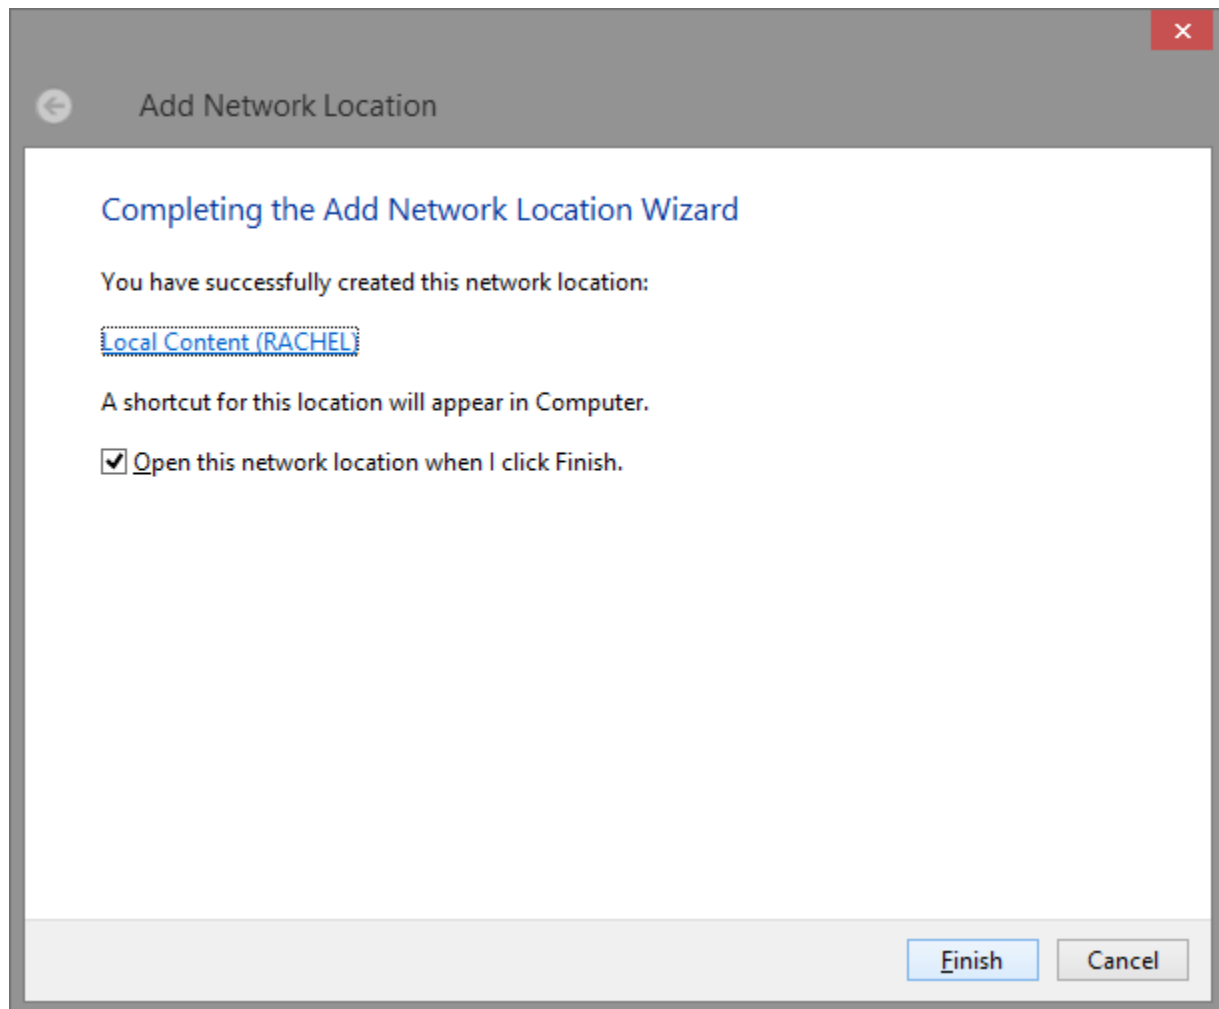 Add Network Location
Completing the Add Network Location Wizard
You have successfully created this network location:
Local Content (RACHEL)
A shortcut for this location will appear in Computer.
Open this network location when I click Finish.
Finish
Cancel